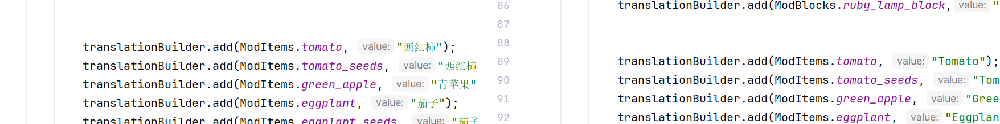 translationBuilder.add(ModItems.tomato, value: "西红柿");
translationBuilder.add(ModItems.tomato_seeds, value: "西红柿
translationBuilder.add(ModItems.green_apple, value: "青苹果"
translationBuilder.add(ModItems.eggplant, value: "茄子");
translationBuilder.add(ModItems.eggplant_seeds, value: "茄子
86 translationBuilder.add(ModBlocks.ruby_lamp_block, value: "
87
88
89 translationBuilder.add(ModItems.tomato, value: "Tomato");
90 translationBuilder.add(ModItems.tomato_seeds, value: "Tom
91 translationBuilder.add(ModItems.green_apple, value: "Gree
92 translationBuilder.add(ModItems.eggplant, value: "Eggplan